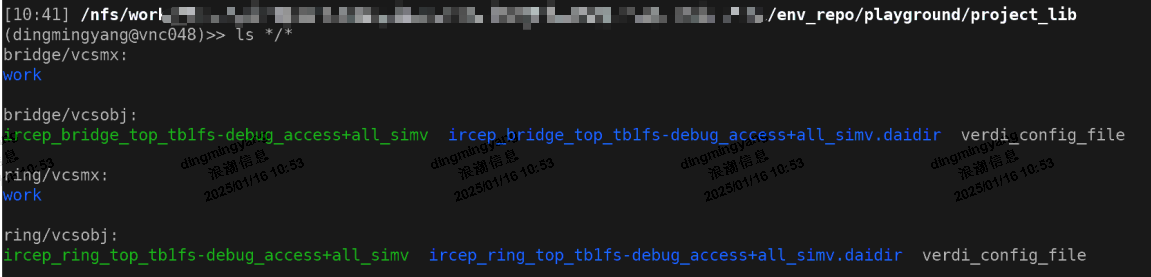 [10:41] /nfs/work /env_repo/playground/project_lib
(dingmingyang@vnc048)>> ls */*
bridge/vcsmx:
work
bridge/vcsobj:
ircep_bridge_top_tb1fs-debug_access+all_simv ircep_bridge_top_tb1fs-debug_access+all_simv.daidir verdi_config_file
ring/vcsmx:
work
ring/vcsobj:
ircep_ring_top_tb1fs-debug_access+all_simv ircep_ring_top_tb1fs-debug_access+all_simv.daidir verdi_config_file
10:53
dingmingyang
浪潮信息
2025/01/16 10:53
dingmingyang
浪潮信息
2025/01/16 10:53
dingmingyang
浪潮信息
2025/01/16 10:53
dingmingyang
浪潮信息
2025/01/16 10:53